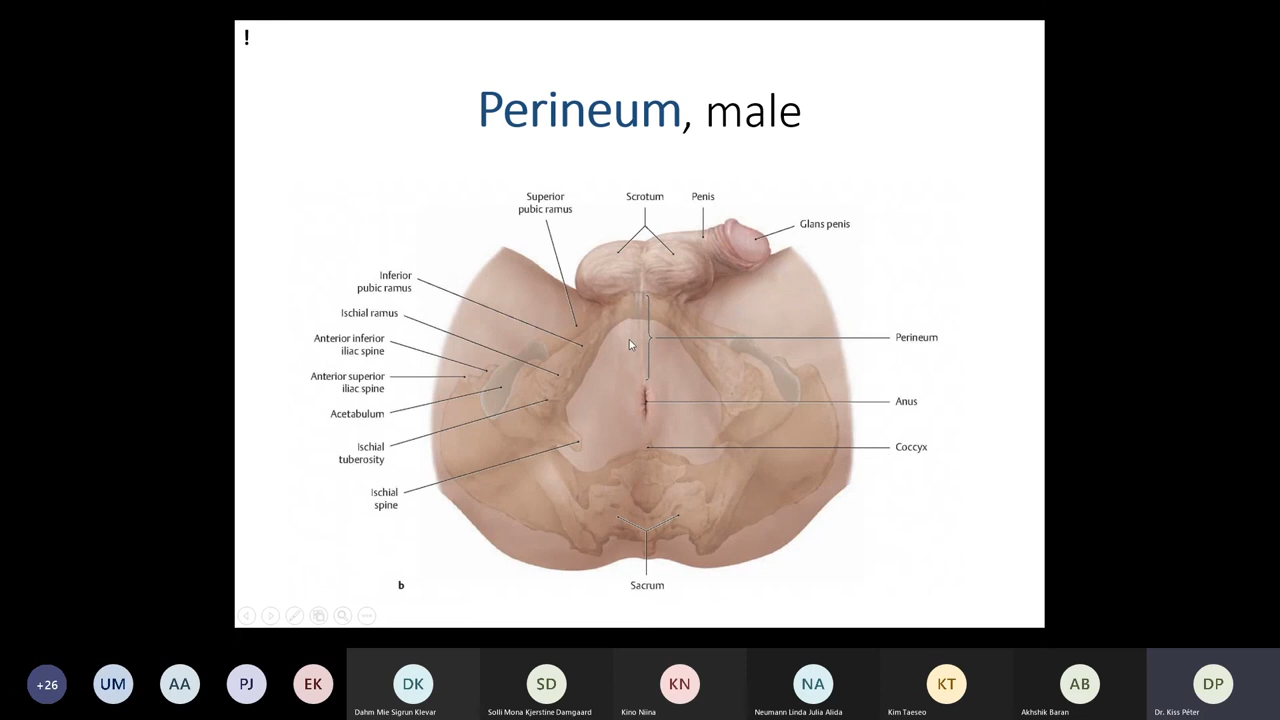 !
Perineum, male
Superior
pubic ramus
Scrotum
Penis
Glans penis
Inferior
pubic ramus
Ischial ramus
Anterior inferior
iliac spine
Anterior superior
iliac spine
Acetabulum
Ischial
tuberosity
Ischial
spine
Perineum
Anus
Coccyx
Sacrum
b
+26
UM
AA
PJ
EK
DK
SD
KN
NA
KT
AB
DP
Dahm Mie Sigrun Klevar
Solli Mona Kjerstine Damgaard
Kino Niina
Neumann Linda Julia Alida
Kim Taeseo
Akhshik Baran
Dr. Kiss Péter